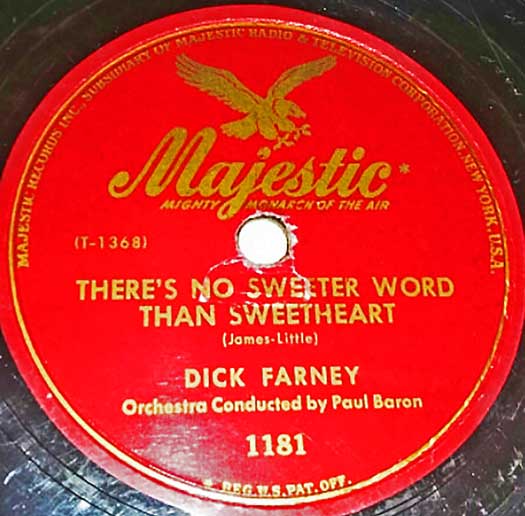 MAJESTIC RECORDS INC., SUBSIDIARY OF MAJESTIC RADIO & TELEVISION CORPORATION, NEW YORK, U.S.A.
Majestic*
MIGHTY MONARCH OF THE AIR
(T-1368)
THERE'S NO SWEETER WORD
THAN SWEETHEART
(James-Little)
DICK FARNEY
Orchestra Conducted by Paul Baron
1181
* REG. U.S. PAT. OFF.